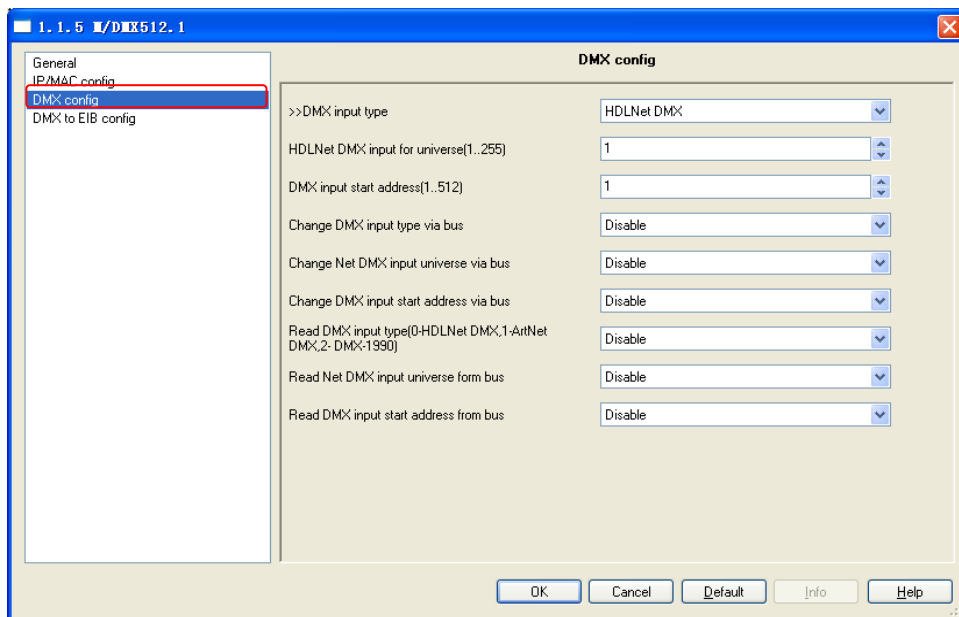 1.1.5 M/DMX512.1
General
IP/MAC config
DMX config
DMX to EIB config
DMX config
>>DMX input type
HDLNet DMX
HDLNet DMX input for universe(1..255)
1
DMX input start address(1..512)
1
Change DMX input type via bus
Disable
Change Net DMX input universe via bus
Disable
Change DMX input start address via bus
Disable
Read DMX input type(0-HDLNet DMX,1-ArtNet
DMX,2- DMX-1990)
Disable
Read Net DMX input universe form bus
Disable
Read DMX input start address from bus
Disable
OK
Cancel
Default
Info
Help